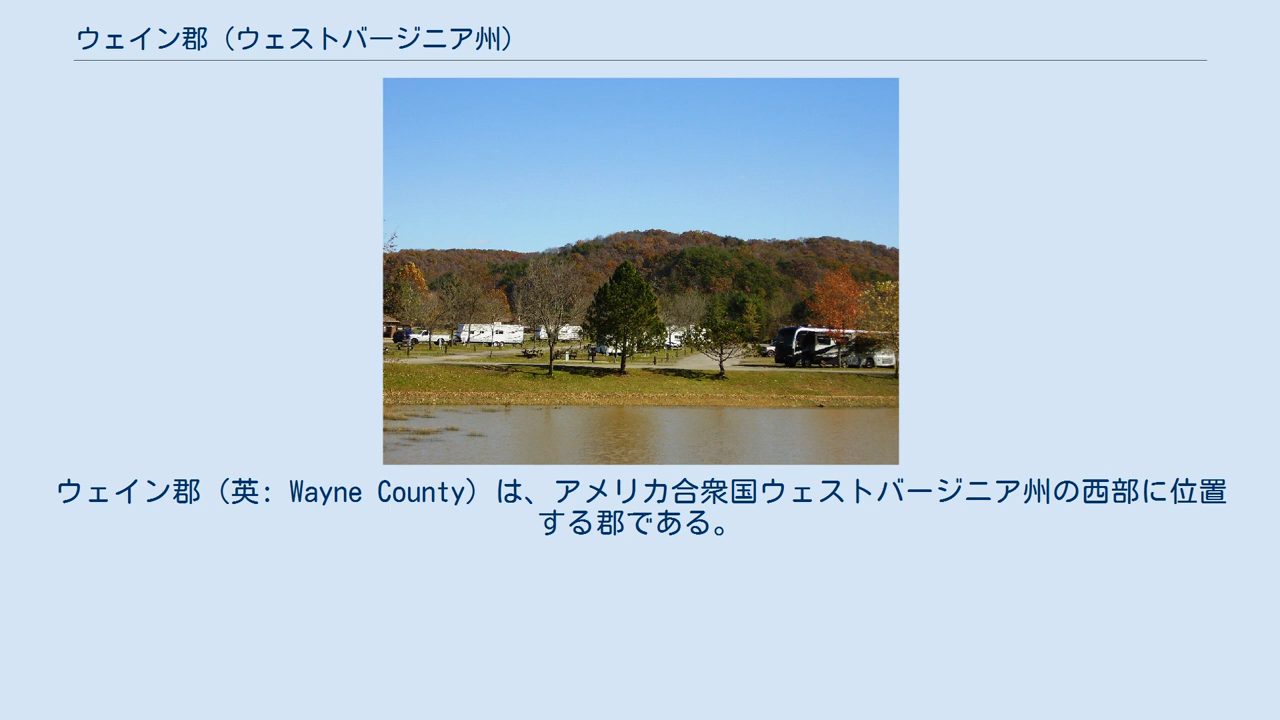 ウェイン郡（ウェストバージニア州）
ウェイン郡（英: Wayne County）は、アメリカ合衆国ウェストバージニア州の西部に位置
する郡である。